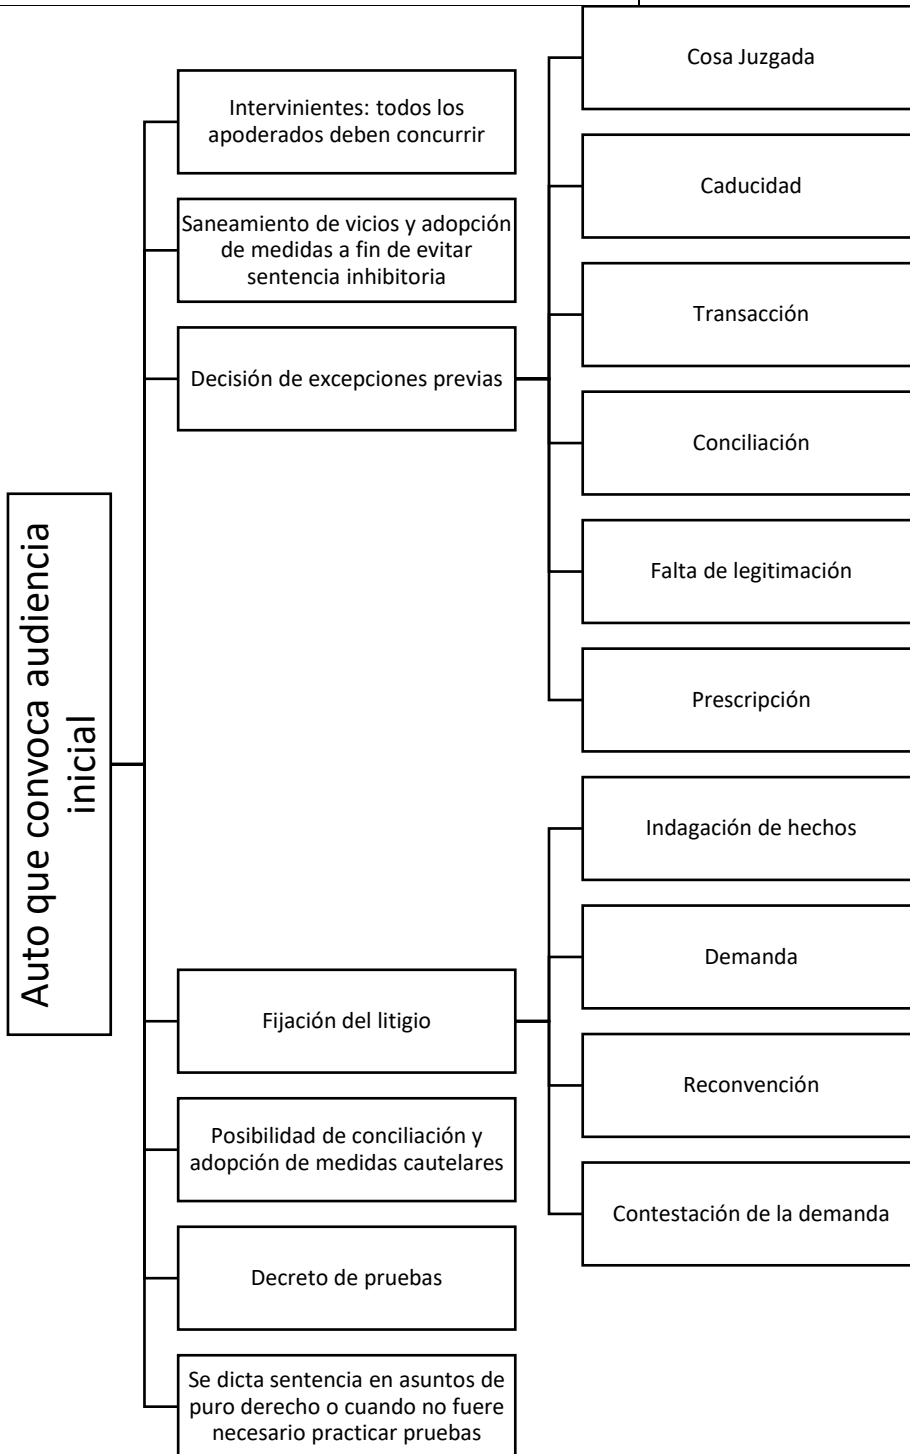 Auto que convoca audiencia
inicial
Intervinientes: todos los
apoderados deben concurrir
Saneamiento de vicios y adopción
de medidas a fin de evitar
sentencia inhibitoria
Decisión de excepciones previas
Cosa Juzgada
Caducidad
Transacción
Conciliación
Falta de legitimación
Prescripción
Fijación del litigio
Indagación de hechos
Demanda
Reconvención
Contestación de la demanda
Posibilidad de conciliación y
adopción de medidas cautelares
Decreto de pruebas
Se dicta sentencia en asuntos de
puro derecho o cuando no fuere
necesario practicar pruebas